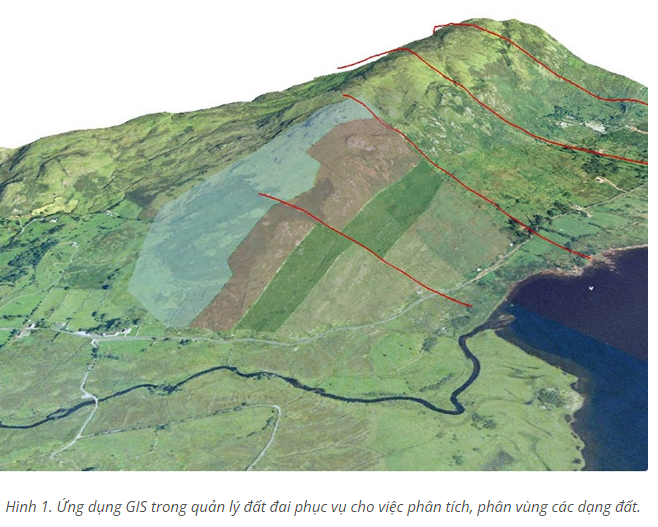 Hình 1. Ứng dụng GIS trong quản lý đất đai phục vụ cho việc phân tích, phân vùng các dạng đất.